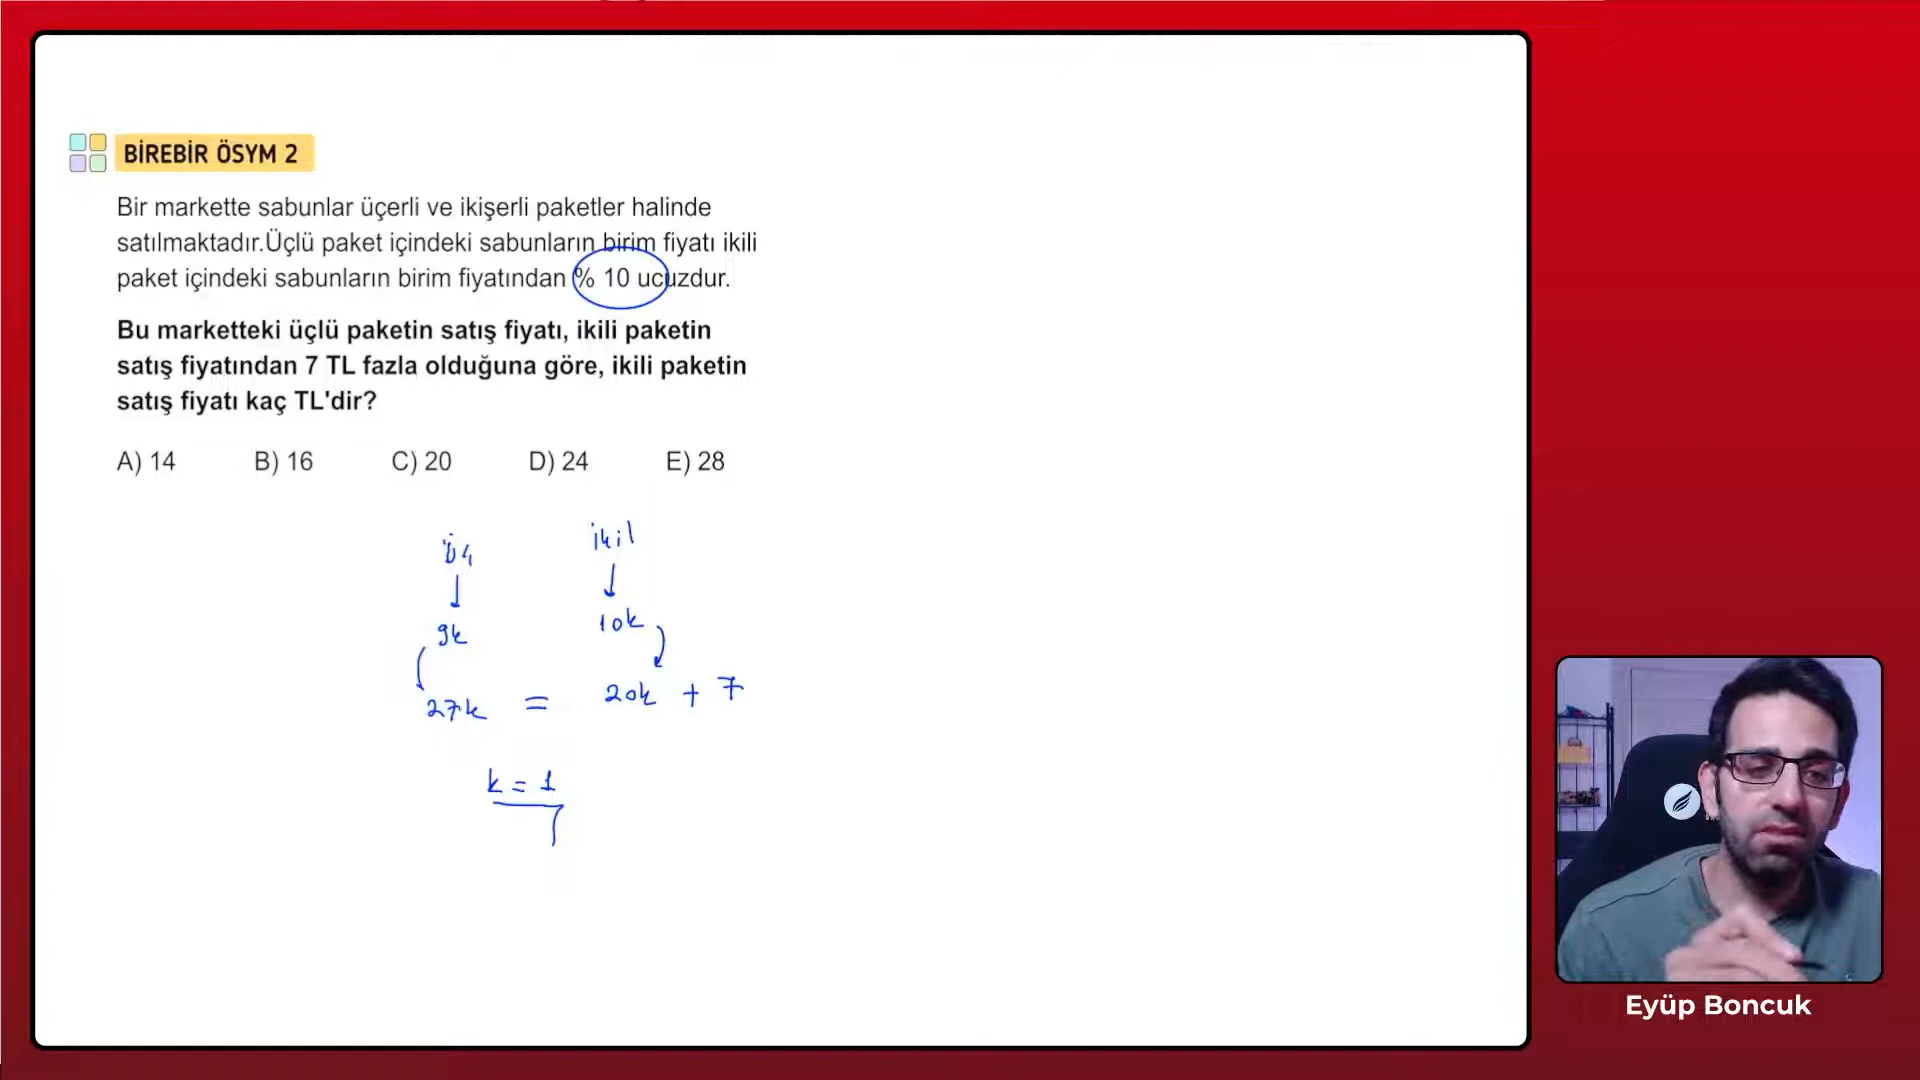 BİREBİR ÖSYM 2
Bir markette sabunlar üçerli ve ikişerli paketler halinde
satılmaktadır.Üçlü paket içindeki sabunların birim fiyatı ikili
paket içindeki sabunların birim fiyatından % 10 ucuzdur.
Bu marketteki üçlü paketin satış fiyatı, ikili paketin
satış fiyatından 7 TL fazla olduğuna göre, ikili paketin
satış fiyatı kaç TL'dir?
A) 14 B) 16 C) 20 D) 24 E) 28
Üç ikil
9k 10k
27k = 20k + 7
k = 1
Eyüp Boncuk